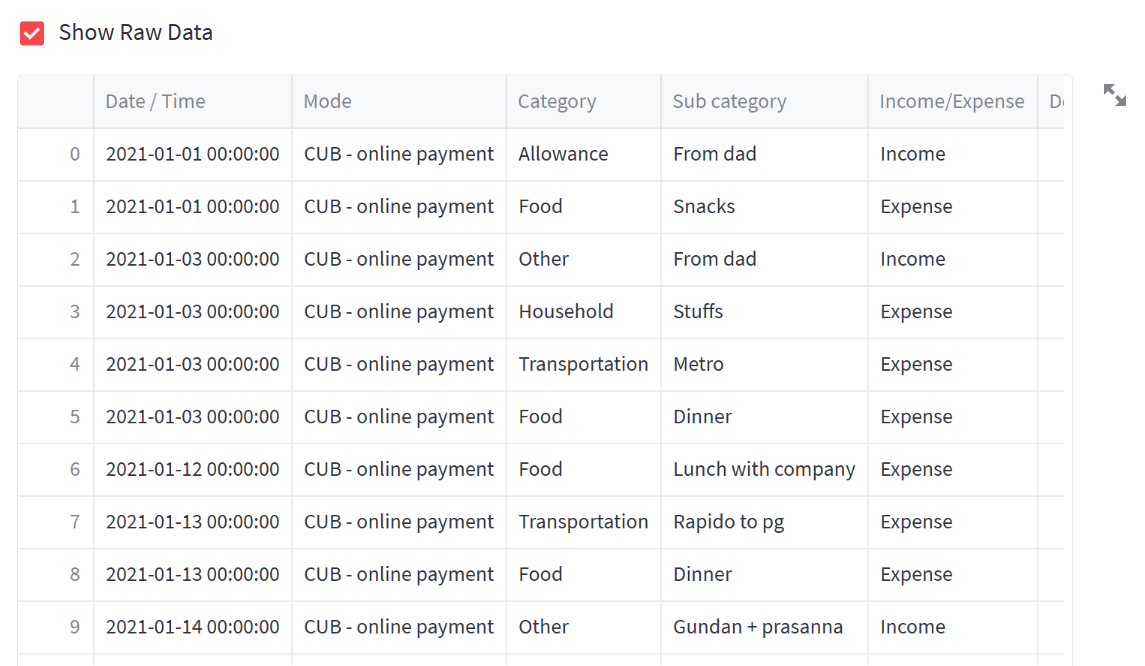 Show Raw Data
Date / Time Mode Category Sub category Income/Expense
0 2021-01-01 00:00:00 CUB - online payment Allowance From dad Income
1 2021-01-01 00:00:00 CUB - online payment Food Snacks Expense
2 2021-01-03 00:00:00 CUB - online payment Other From dad Income
3 2021-01-03 00:00:00 CUB - online payment Household Stuffs Expense
4 2021-01-03 00:00:00 CUB - online payment Transportation Metro Expense
5 2021-01-03 00:00:00 CUB - online payment Food Dinner Expense
6 2021-01-12 00:00:00 CUB - online payment Food Lunch with company Expense
7 2021-01-13 00:00:00 CUB - online payment Transportation Rapido to pg Expense
8 2021-01-13 00:00:00 CUB - online payment Food Dinner Expense
9 2021-01-14 00:00:00 CUB - online payment Other Gundan + prasanna Income